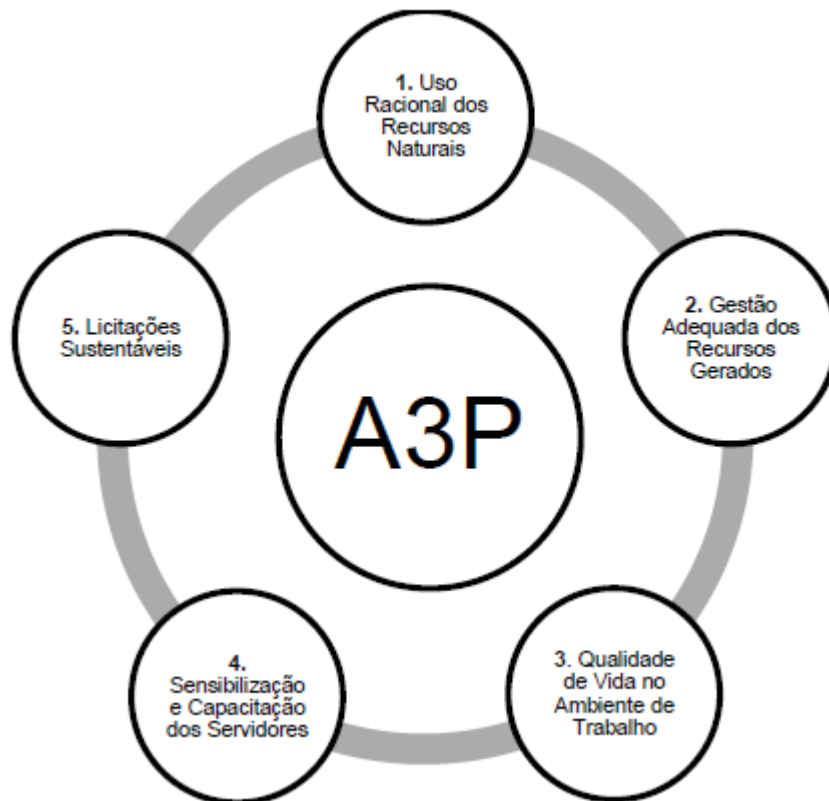 1. Uso
Racional dos
Recursos
Naturais
2. Gestão
Adequada dos
Recursos
Gerados
3. Qualidade
de Vida no
Ambiente de
Trabalho
4.
Sensibilização
e Capacitação
dos Servidores
5. Licitações
Sustentáveis
A3P